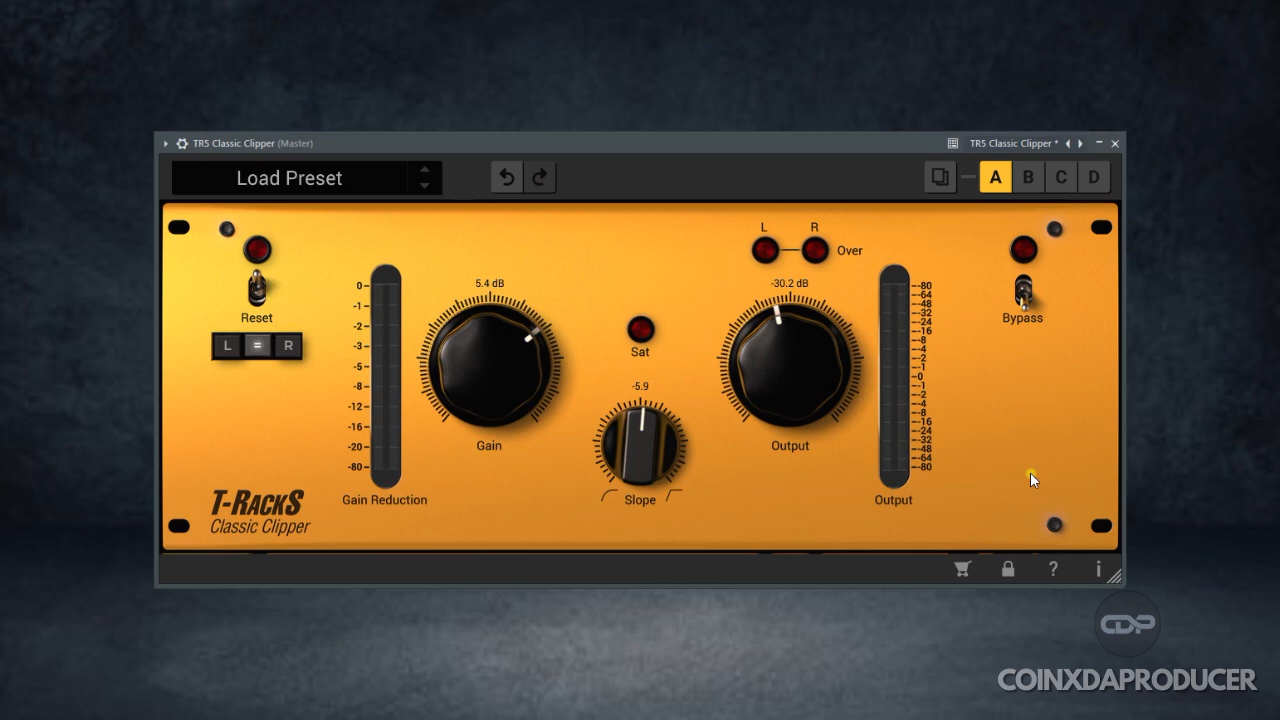 TR5 Classic Clipper (Master)
TR5 Classic Clipper *
Load Preset
A B C D
L R
Over
Reset
L = R
Bypass
5.4 dB
-30.2 dB
0
-1
-2
-3
-5
-8
-12
-16
-20
-80
Gain Reduction
Gain
Sat
-5.9
Slope
Output
-80
-64
-48
-32
-24
-16
-8
-4
-2
-1
-0
-1
-2
-4
-8
-16
-24
-32
-48
-64
-80
Output
T-RackS
Classic Clipper
? i
CDP
COINXDAPRODUCER